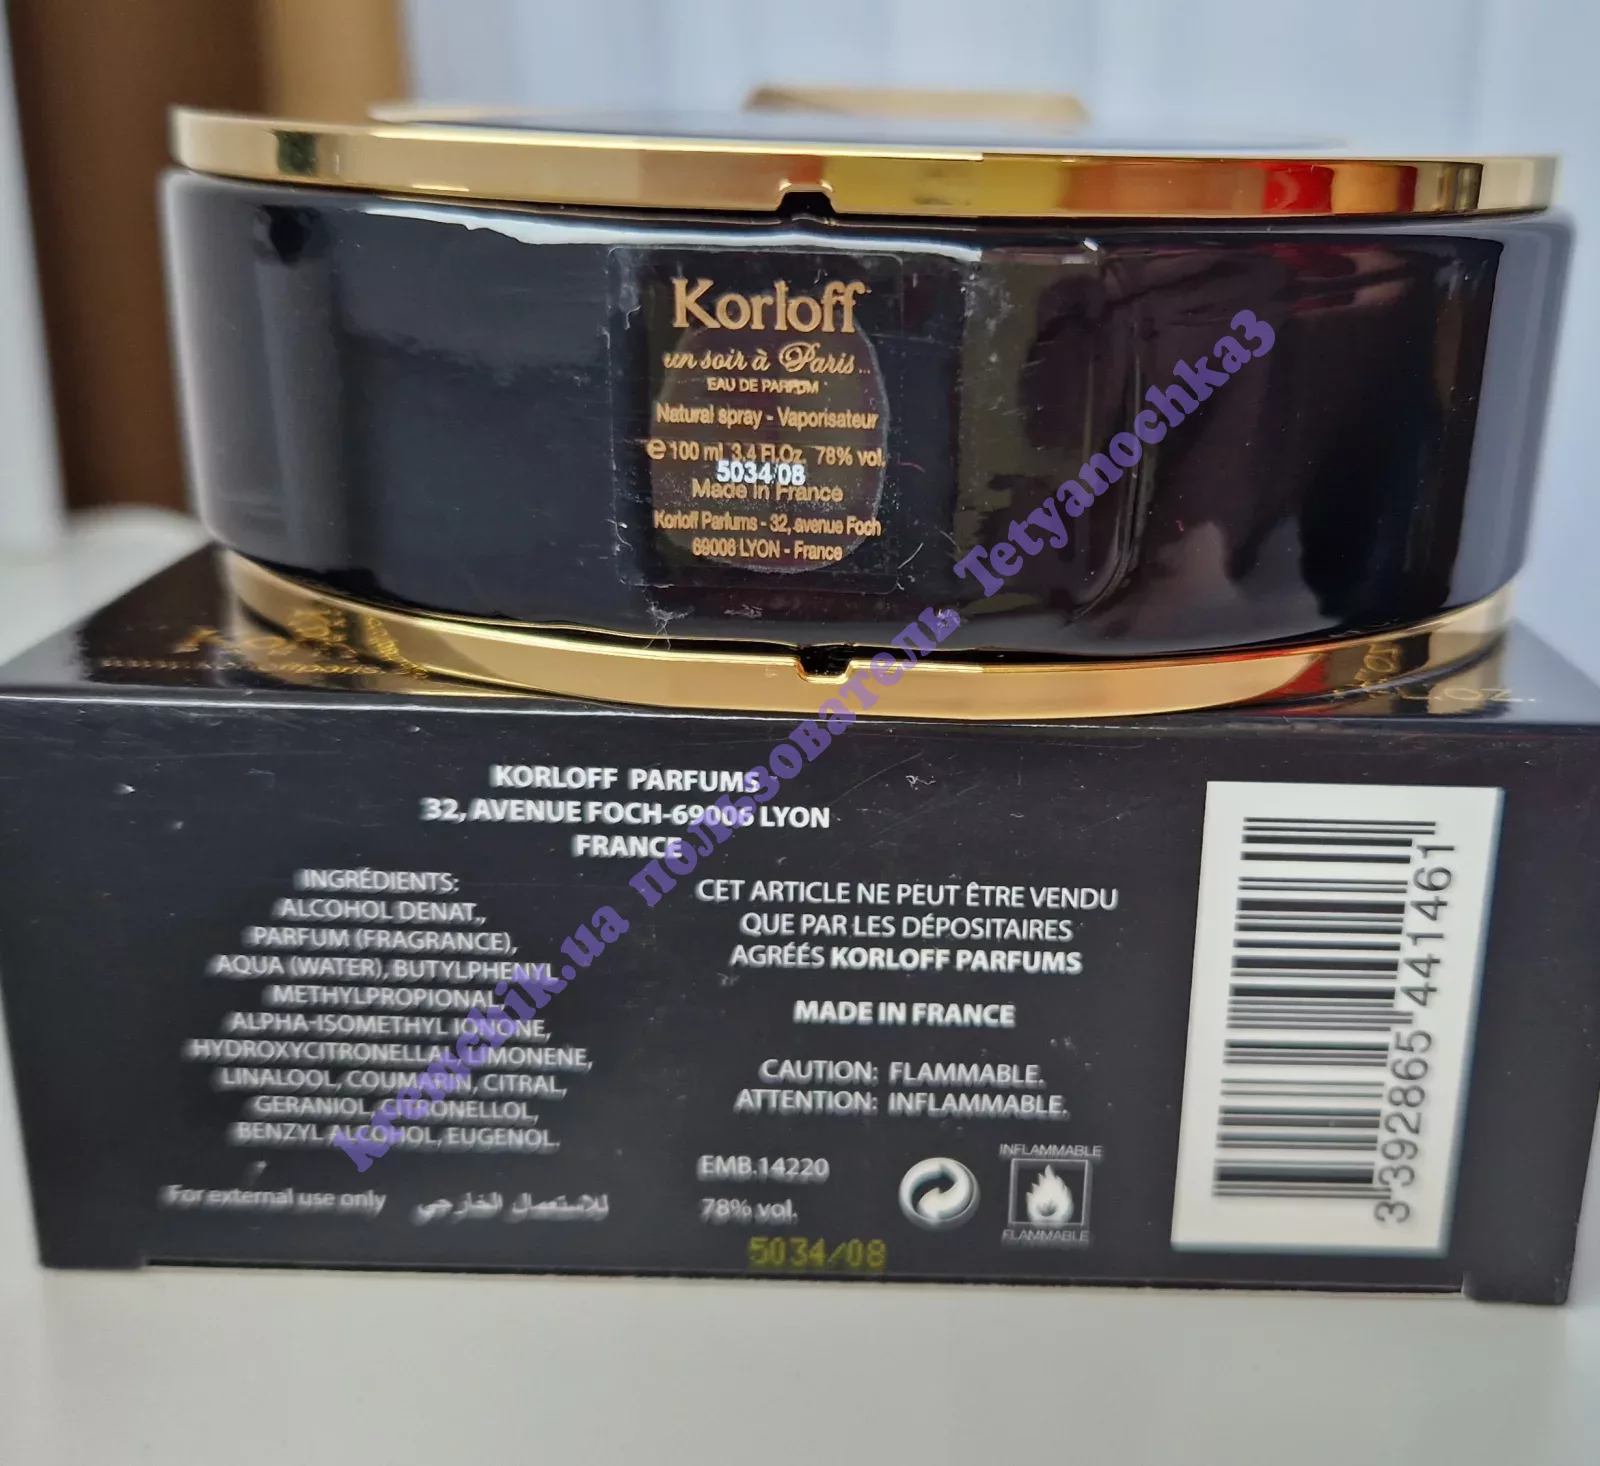 Korloff
un soir à Paris...
EAU DE PARFUM
Natural spray - Vaporisateur
e 100 ml 3.4 Fl.Oz. 78% vol.
5034/08
Made in France
Korloff Parfums - 32, avenue Foch
69006 LYON - France
KORLOFF PARFUMS
32, AVENUE FOCH-69006 LYON
FRANCE
INGRÉDIENTS:
ALCOHOL DENAT.,
PARFUM (FRAGRANCE),
AQUA (WATER), BUTYLPHENYL
METHYLPROPIONAL,
ALPHA-ISOMETHYL IONONE,
HYDROXYCITRONELLAL, LIMONENE,
LINALOOL, COUMARIN, CITRAL,
GERANIOL, CITRONELLOL,
BENZYL ALCOHOL, EUGENOL.
For external use only للاستعمال الخارجي
CET ARTICLE NE PEUT ÊTRE VENDU
QUE PAR LES DÉPOSITAIRES
AGRÉÉS KORLOFF PARFUMS
MADE IN FRANCE
CAUTION: FLAMMABLE.
ATTENTION: INFLAMMABLE.
EMB.14220
78% vol.
INFLAMMABLE
FLAMMABLE
5034/08
3392865441461
kremchik.ua пользователь Tetyanochka3